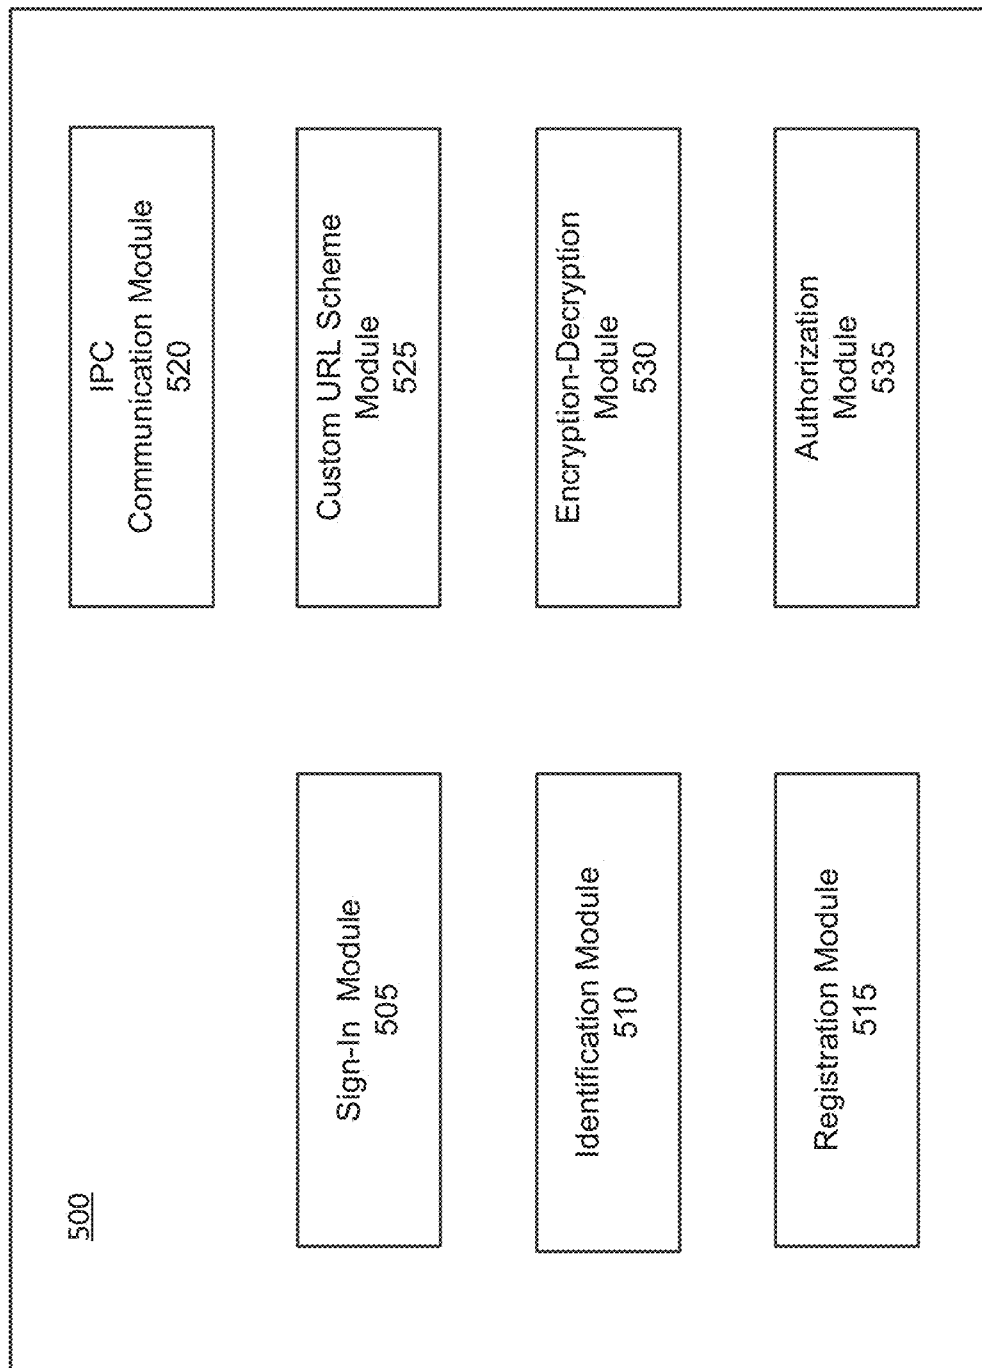 500
Sign-In Module
505
Identification Module
510
Registration Module
515
IPC
Communication Module
520
Custom URL Scheme
Module
525
Encryption-Decryption
Module
530
Authorization
Module
535